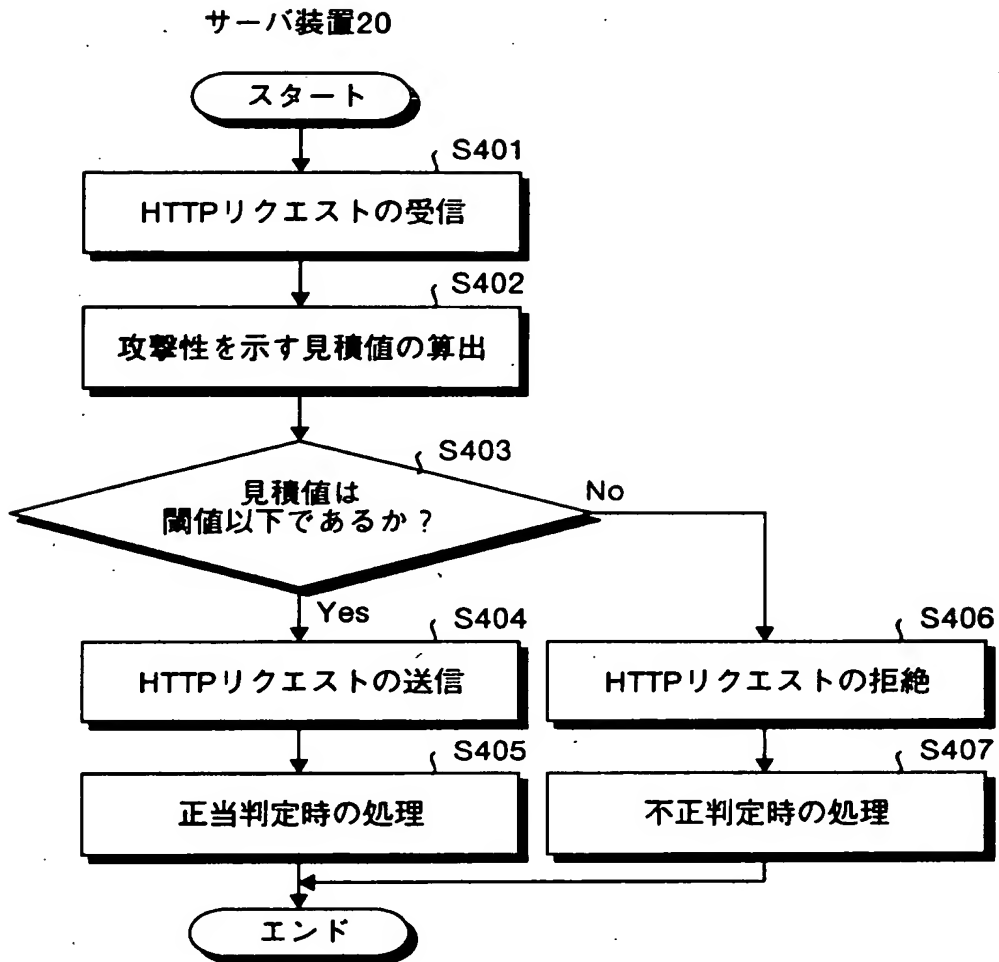 サーバ装置20
スタート
S401
HTTPリクエストの受信
S402
攻撃性を示す見積値の算出
S403
見積値は
閾値以下であるか？
No
Yes
S404
HTTPリクエストの送信
S406
HTTPリクエストの拒絶
S405
正当判定時の処理
S407
不正判定時の処理
エンド